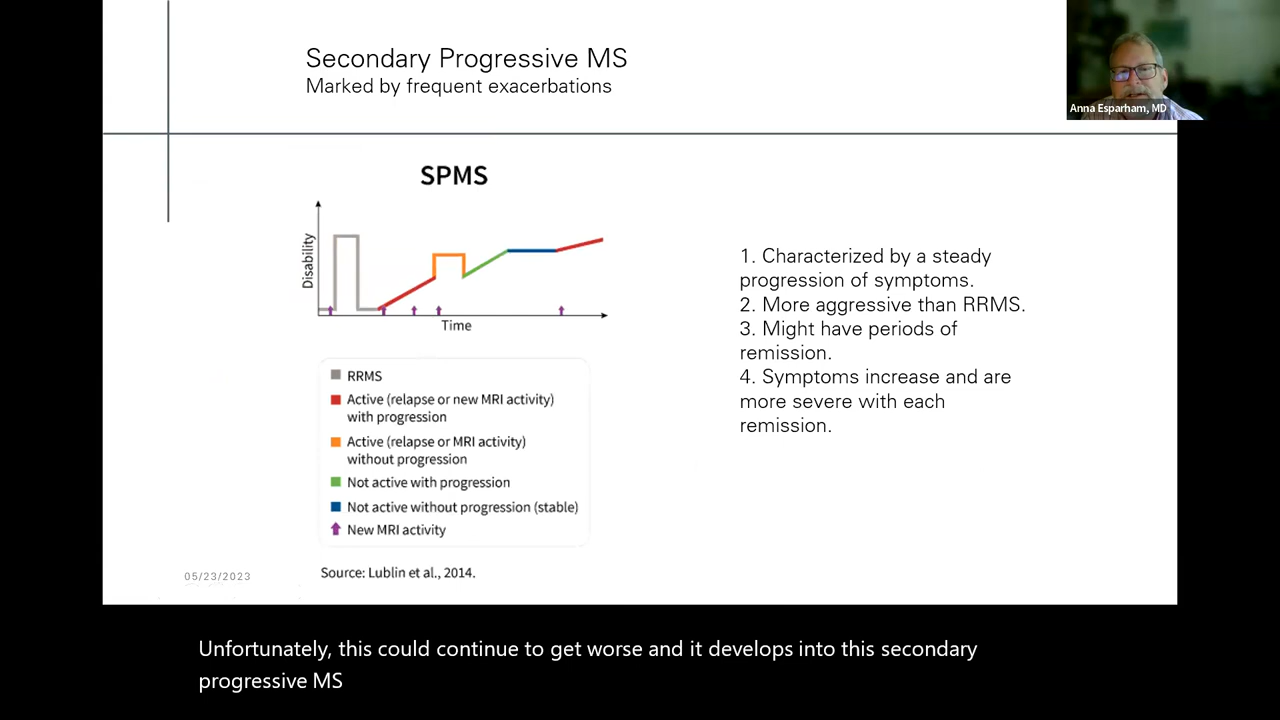 Secondary Progressive MS
Marked by frequent exacerbations
Anna Esparham, MD
SPMS
Disability
Time
RRMS
Active (relapse or new MRI activity)
with progression
Active (relapse or MRI activity)
without progression
Not active with progression
Not active without progression (stable)
New MRI activity
Source: Lublin et al., 2014.
1. Characterized by a steady
progression of symptoms.
2. More aggressive than RRMS.
3. Might have periods of
remission.
4. Symptoms increase and are
more severe with each
remission.
05/23/2023
Unfortunately, this could continue to get worse and it develops into this secondary
progressive MS